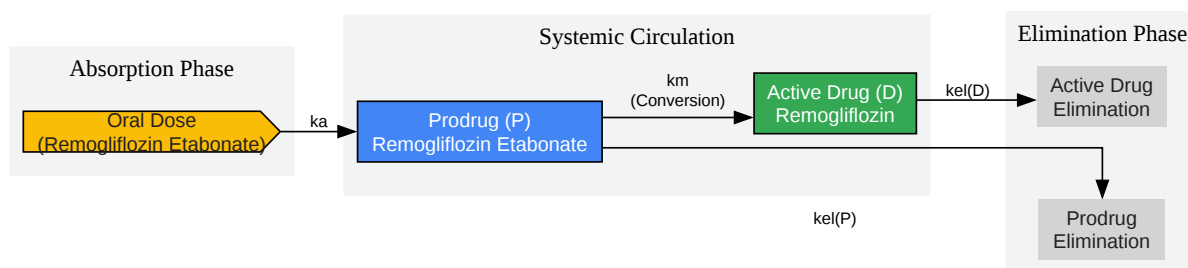 Absorption Phase
Oral Dose
(Remogliflozin Etabonate)
ka
Systemic Circulation
Prodrug (P)
Remogliflozin Etabonate
km
(Conversion)
Active Drug (D)
Remogliflozin
kel(D)
kel(P)
Elimination Phase
Active Drug
Elimination
Prodrug
Elimination